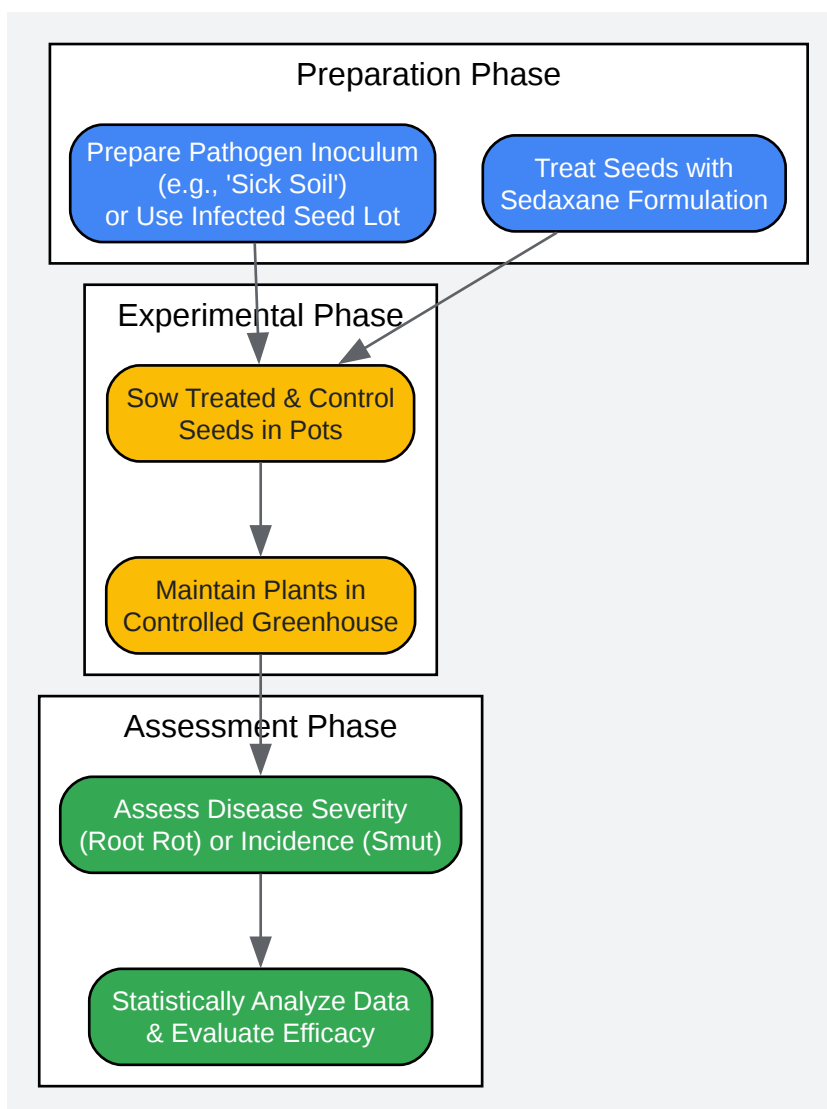 Preparation Phase
Prepare Pathogen Inoculum
(e.g., 'Sick Soil')
or Use Infected Seed Lot
Treat Seeds with
Sedaxane Formulation
Experimental Phase
Sow Treated & Control
Seeds in Pots
Maintain Plants in
Controlled Greenhouse
Assessment Phase
Assess Disease Severity
(Root Rot) or Incidence (Smut)
Statistically Analyze Data
& Evaluate Efficacy